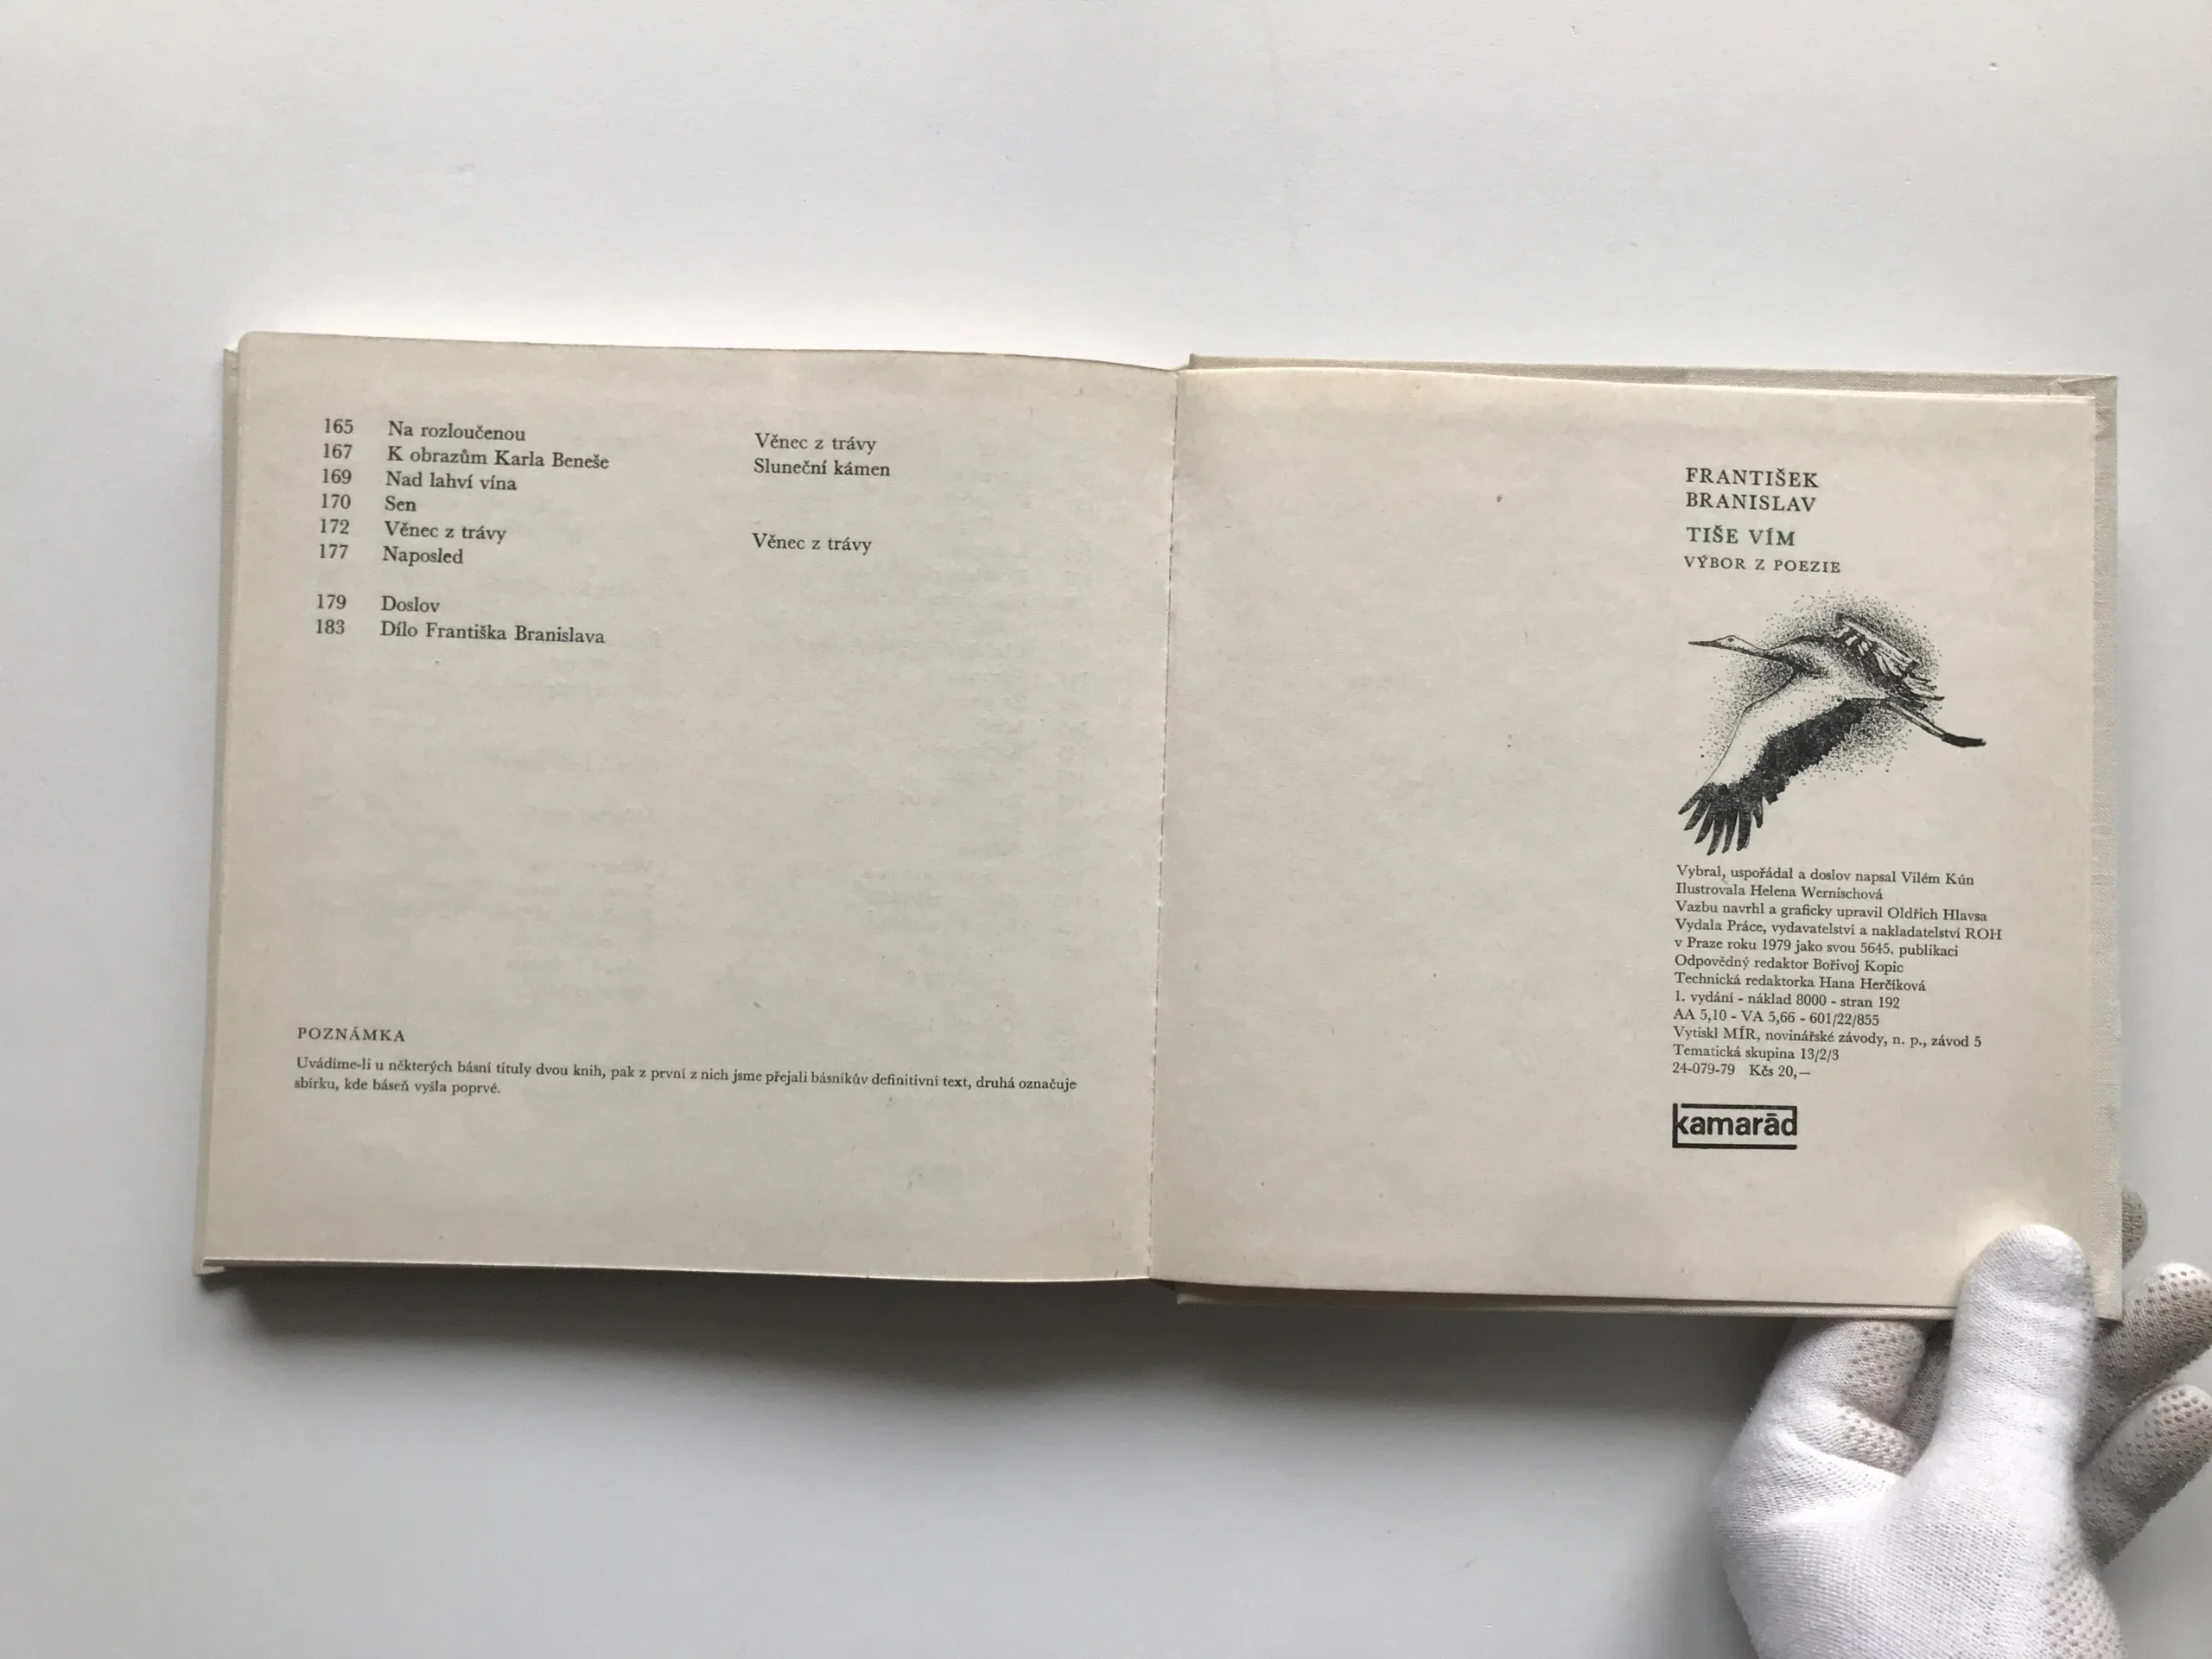 165 Na rozloučenou Věnec z trávy
167 K obrazům Karla Beneše Sluneční kámen
169 Nad lahví vína
170 Sen
172 Věnec z trávy Věnec z trávy
177 Naposled
179 Doslov
183 Dílo Františka Branislava
POZNÁMKA
Uvádíme-li u některých básní tituly dvou knih, pak z první z nich jsme přejali básníkův definitivní text, druhá označuje
sbírku, kde báseň vyšla poprvé.
FRANTIŠEK
BRANISLAV
TIŠE VÍM
VÝBOR Z POEZIE
Vybral, uspořádal a doslov napsal Vilém Kún
Ilustrovala Helena Wernischová
Vazbu navrhl a graficky upravil Oldřich Hlavsa
Vydala Práce, vydavatelství a nakladatelství ROH
v Praze roku 1979 jako svou 5645. publikaci
Odpovědný redaktor Bořivoj Kopic
Technická redaktorka Hana Herčíková
1. vydání - náklad 8000 - stran 192
AA 5,10 - VA 5,66 - 601/22/855
Vytiskl MÍR, novinářské závody, n. p., závod 5
Tematická skupina 13/2/3
24-079-79 Kčs 20,—
kamarád